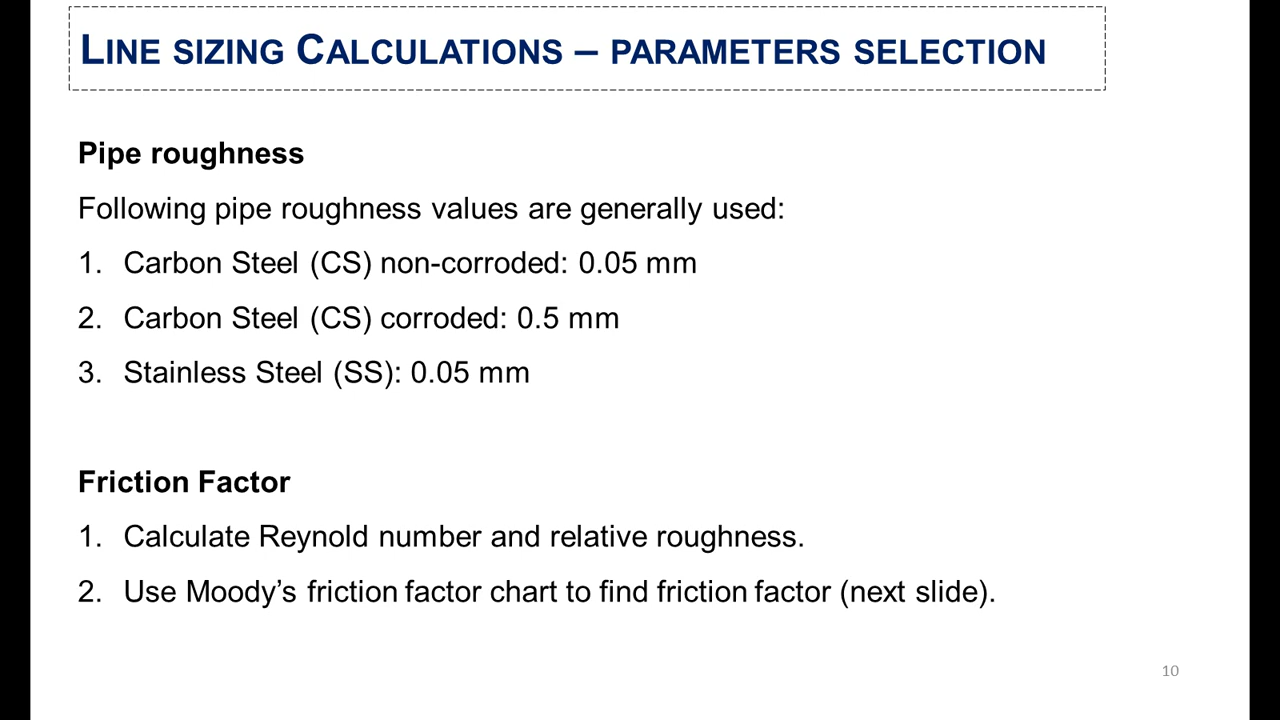 LINE SIZING CALCULATIONS – PARAMETERS SELECTION
Pipe roughness
Following pipe roughness values are generally used:
1. Carbon Steel (CS) non-corroded: 0.05 mm
2. Carbon Steel (CS) corroded: 0.5 mm
3. Stainless Steel (SS): 0.05 mm
Friction Factor
1. Calculate Reynold number and relative roughness.
2. Use Moody’s friction factor chart to find friction factor (next slide).
10